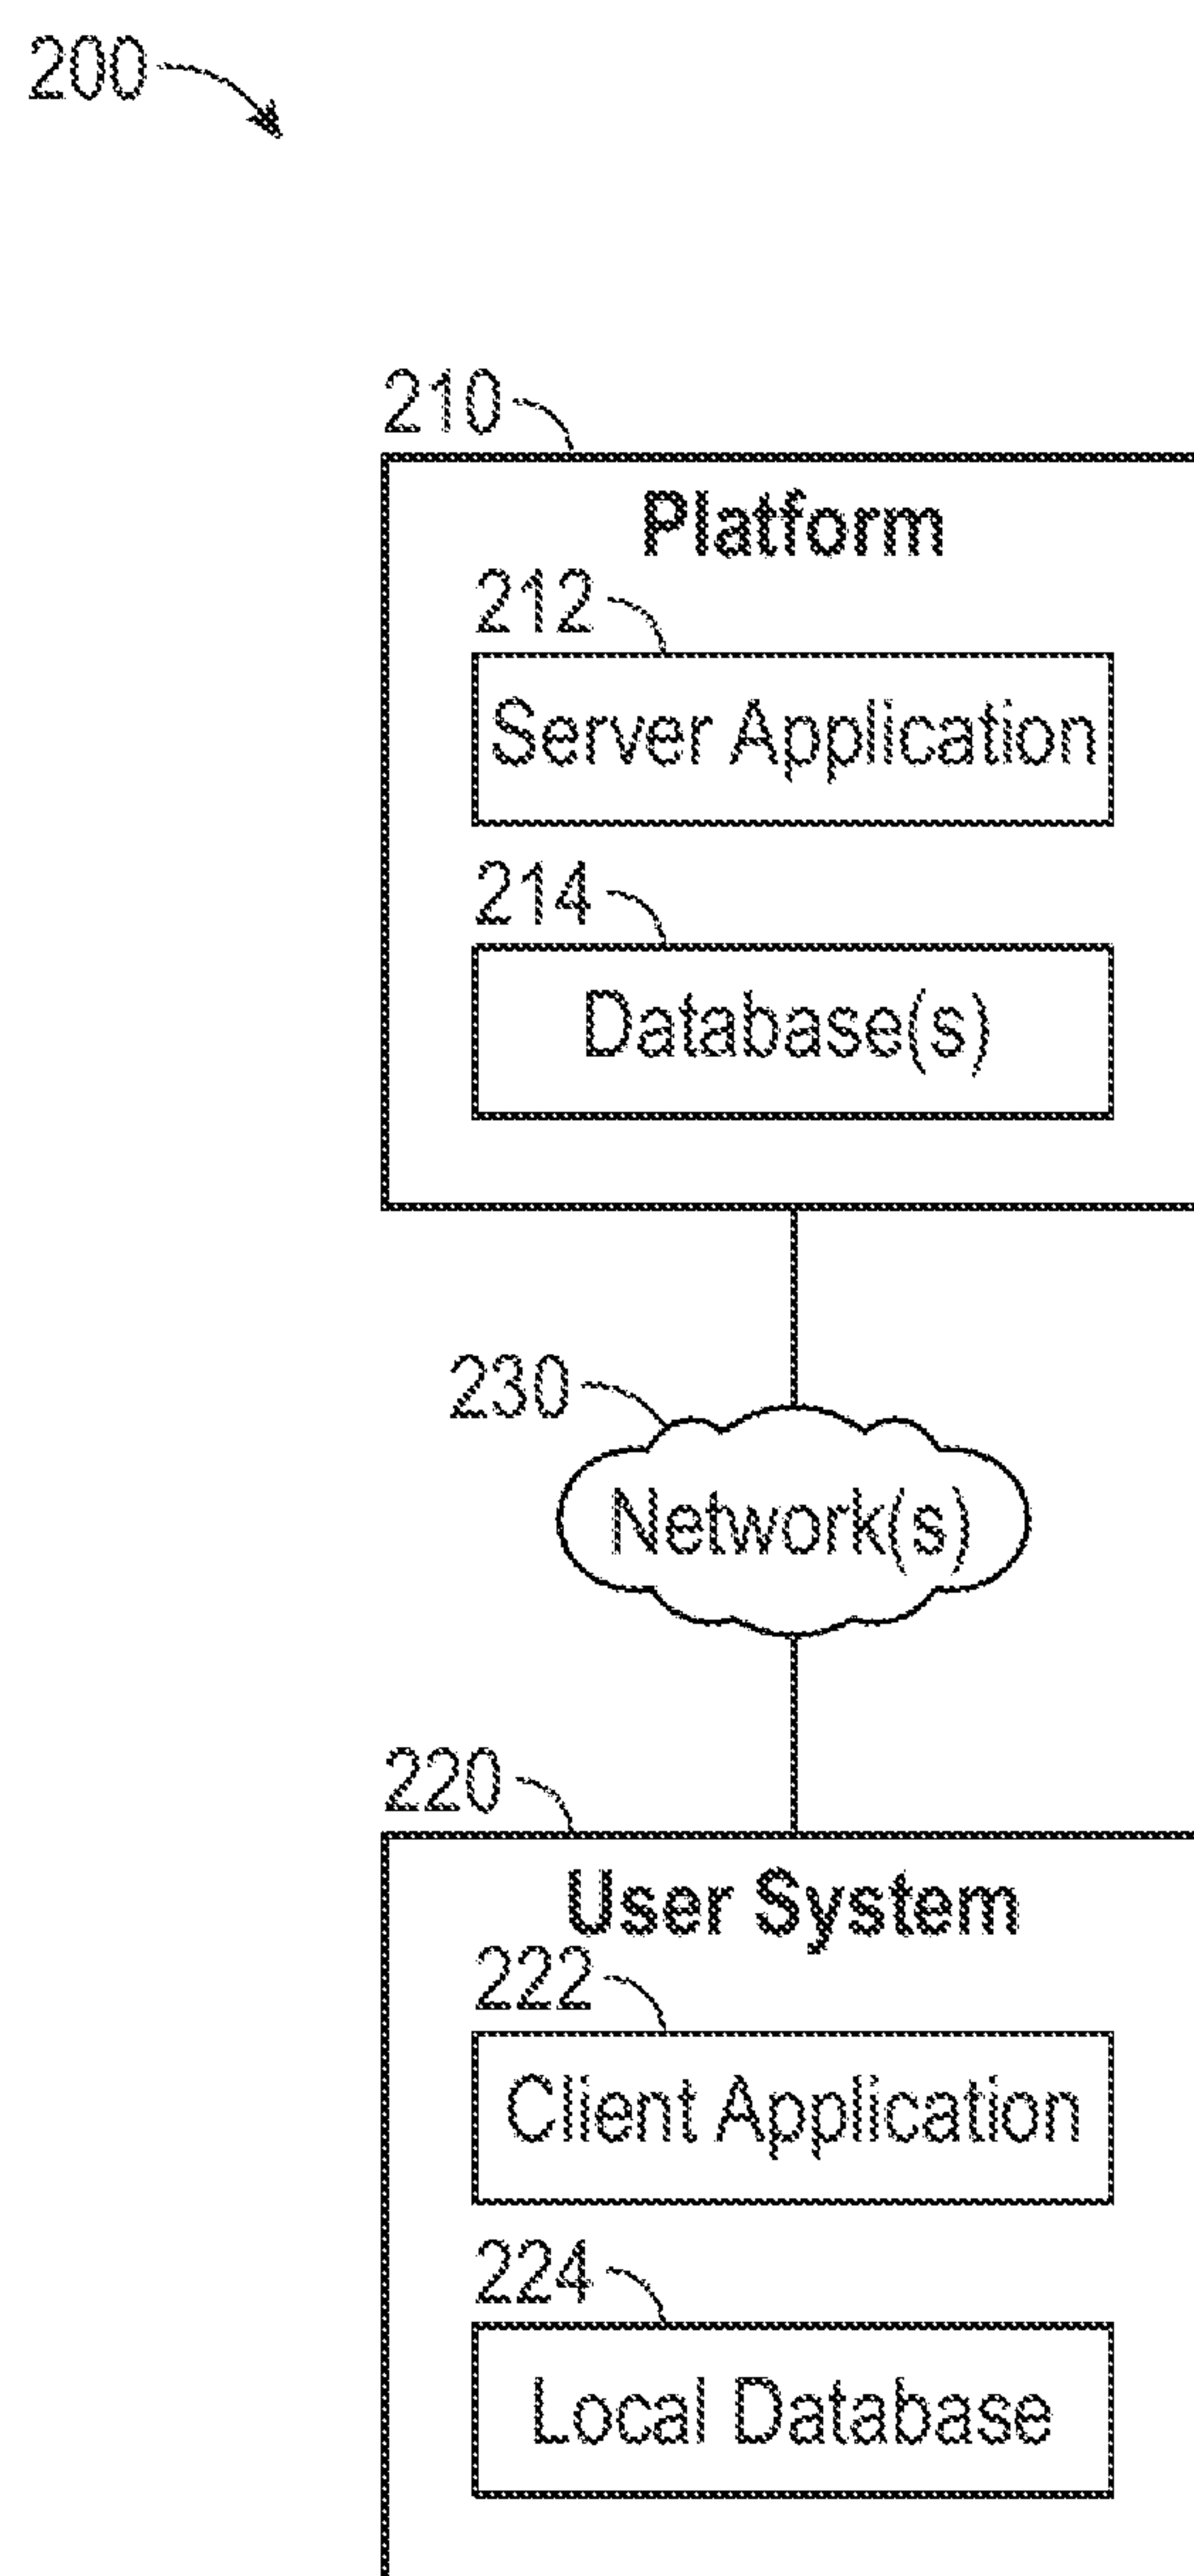 200
210
Platform
212
Server Application
214
Database(s)
230
Network(s)
220
User System
222
Client Application
224
Local Database